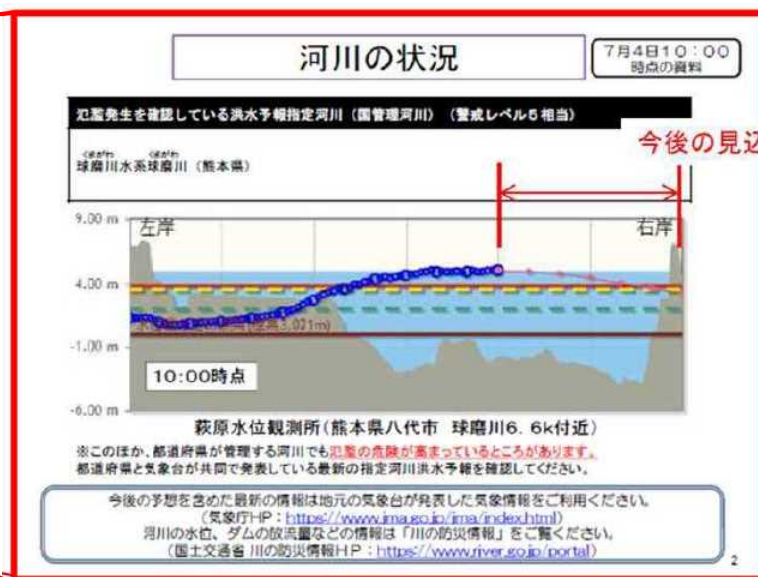 河川の状況
7月4日10:00
時点の資料
氾濫発生を確認している洪水予報指定河川(国管理河川)(警戒レベル5相当)
今後の見込
くまがわ くまがわ
球磨川水系球磨川(熊本県)
9.00 m
左岸
右岸
4.00 m
-1.00 m
10:00時点
-6.00 m
萩原水位観測所(熊本県八代市 球磨川6.6k付近)
※このほか、都道府県が管理する河川でも氾濫の危険が高まっているところがあります。
都道府県と気象台が共同で発表している最新の指定河川洪水予報を確認してください。
今後の予想を含めた最新の情報は地元の気象台が発表した気象情報をご利用ください。
(気象庁HP:https://www.jma.go.jp/jma/index.html)
河川の水位、ダムの放流量などの情報は「川の防災情報」をご覧ください。
(国土交通省 川の防災情報HP:https://www.river.go.jp/portal)
2